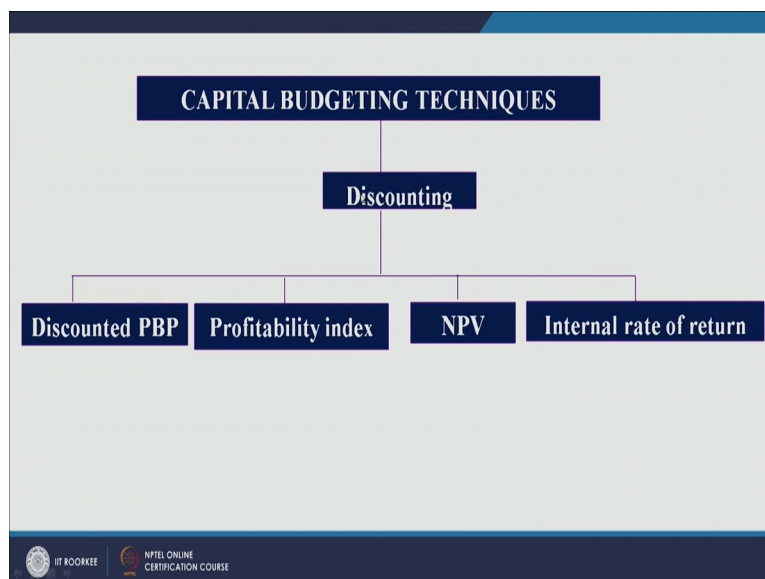 CAPITAL BUDGETING TECHNIQUES
Discounting
Discounted PBP
Profitability index
NPV
Internal rate of return
IIT ROORKEE
NPTEL ONLINE
CERTIFICATION COURSE